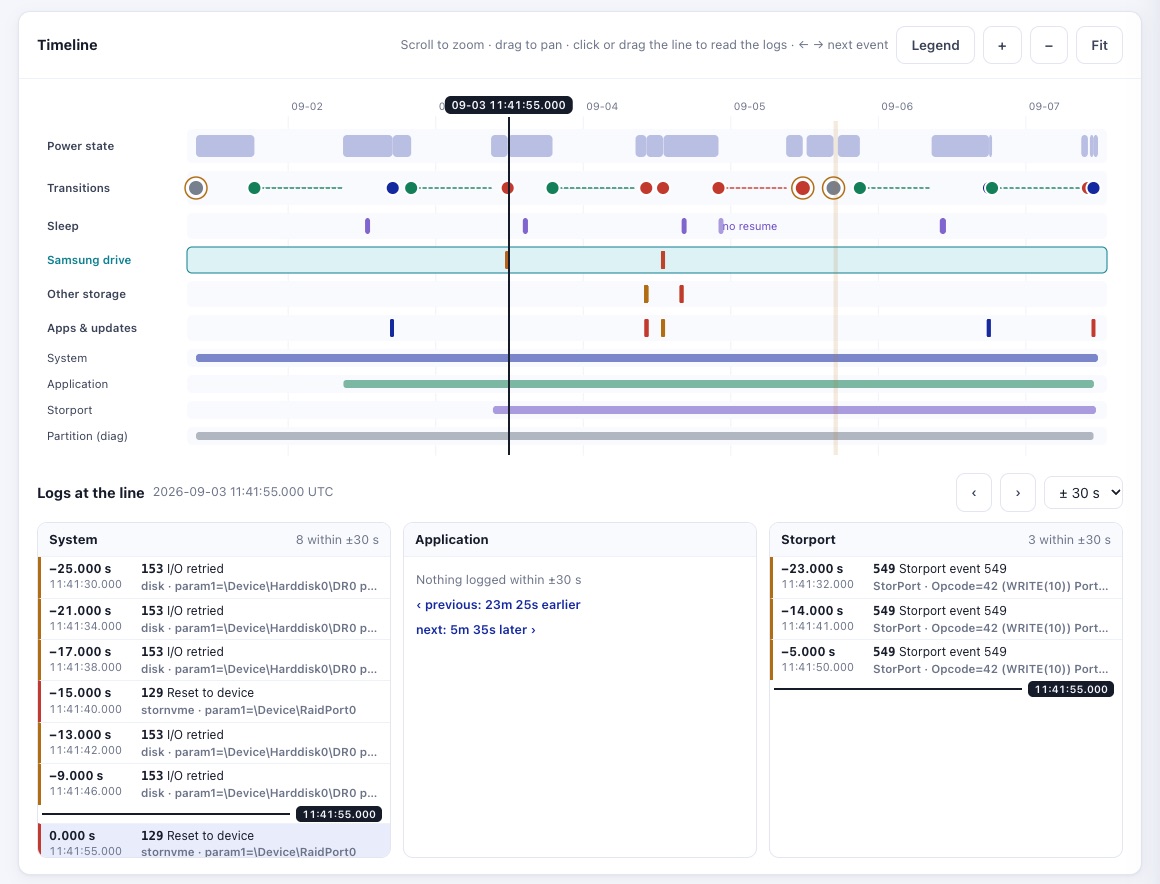 Timeline
Scroll to zoom · drag to pan · click or drag the line to read the logs · ← → next event
Legend
+
−
Fit
09-02
09-03 11:41:55.000
09-04
09-05
09-06
09-07
Power state
Transitions
Sleep
no resume
Samsung drive
Other storage
Apps & updates
System
Application
Storport
Partition (diag)
Logs at the line 2026-09-03 11:41:55.000 UTC
‹
›
± 30 s
System 8 within ±30 s
−25.000 s 153 I/O retried
11:41:30.000 disk · param1=\Device\Harddisk0\DR0 p...
−21.000 s 153 I/O retried
11:41:34.000 disk · param1=\Device\Harddisk0\DR0 p...
−17.000 s 153 I/O retried
11:41:38.000 disk · param1=\Device\Harddisk0\DR0 p...
−15.000 s 129 Reset to device
11:41:40.000 stornvme · param1=\Device\RaidPort0
−13.000 s 153 I/O retried
11:41:42.000 disk · param1=\Device\Harddisk0\DR0 p...
−9.000 s 153 I/O retried
11:41:46.000 disk · param1=\Device\Harddisk0\DR0 p...
11:41:55.000
0.000 s 129 Reset to device
11:41:55.000 stornvme · param1=\Device\RaidPort0
Application
Nothing logged within ±30 s
‹ previous: 23m 25s earlier
next: 5m 35s later ›
Storport 3 within ±30 s
−23.000 s 549 Storport event 549
11:41:32.000 StorPort · Opcode=42 (WRITE(10)) Port...
−14.000 s 549 Storport event 549
11:41:41.000 StorPort · Opcode=42 (WRITE(10)) Port...
−5.000 s 549 Storport event 549
11:41:50.000 StorPort · Opcode=42 (WRITE(10)) Port...
11:41:55.000